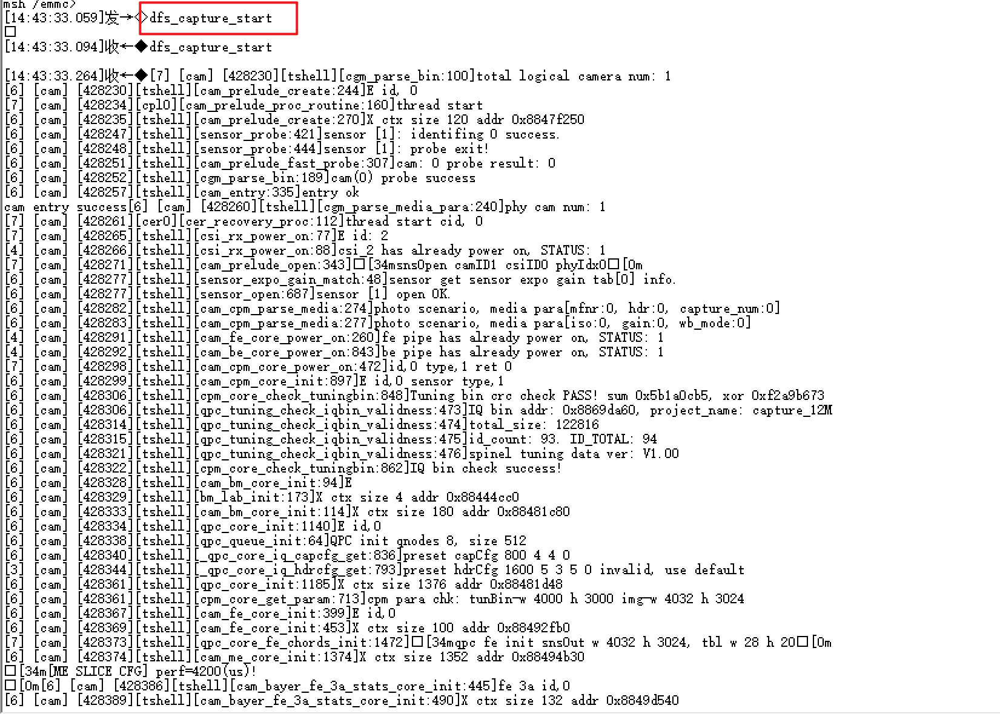 msh /emmc>
[14:43:33.059]发→◇dfs_capture_start
□
[14:43:33.094]收←◆dfs_capture_start
[14:43:33.264]收←◆[7] [cam] [428230][tshell][cgm_parse_bin:100]total logical camera num: 1
[6] [cam] [428230][tshell][cam_prelude_create:244]E id, 0
[7] [cam] [428234][cpl0][cam_prelude_proc_routine:160]thread start
[6] [cam] [428235][tshell][cam_prelude_create:270]X ctx size 120 addr 0x8847f250
[6] [cam] [428247][tshell][sensor_probe:421]sensor [1]: identifing 0 success.
[6] [cam] [428248][tshell][sensor_probe:444]sensor [1]: probe exit!
[6] [cam] [428251][tshell][cam_prelude_fast_probe:307]cam: 0 probe result: 0
[6] [cam] [428252][tshell][cgm_parse_bin:189]cam(0) probe success
[6] [cam] [428257][tshell][cam_entry:335]entry ok
cam entry success[6] [cam] [428260][tshell][cgm_parse_media_para:240]phy cam num: 1
[7] [cam] [428261][cer0][cer_recovery_proc:112]thread start cid, 0
[7] [cam] [428265][tshell][csi_rx_power_on:77]E id: 2
[4] [cam] [428266][tshell][csi_rx_power_on:88]csi_2 has already power on, STATUS: 1
[7] [cam] [428271][tshell][cam_prelude_open:343]□[34msnsOpen camID1 csiID0 phyIdx0□[0m
[6] [cam] [428277][tshell][sensor_expo_gain_match:48]sensor get sensor expo gain tab[0] info.
[6] [cam] [428277][tshell][sensor_open:687]sensor [1] open OK.
[6] [cam] [428282][tshell][cam_cpm_parse_media:274]photo scenario, media para[mfnr:0, hdr:0, capture_num:0]
[6] [cam] [428283][tshell][cam_cpm_parse_media:277]photo scenario, media para[iso:0, gain:0, wb_mode:0]
[4] [cam] [428291][tshell][cam_fe_core_power_on:260]fe pipe has already power on, STATUS: 1
[4] [cam] [428292][tshell][cam_be_core_power_on:843]be pipe has already power on, STATUS: 1
[7] [cam] [428298][tshell][cam_cpm_core_power_on:472]id,0 type,1 ret 0
[6] [cam] [428299][tshell][cam_cpm_core_init:897]E id,0 sensor type,1
[6] [cam] [428306][tshell][cpm_core_check_tuningbin:848]Tuning bin crc check PASS! sum 0x5b1a0cb5, xor 0xf2a9b673
[6] [cam] [428306][tshell][qpc_tuning_check_iqbin_validness:473]IQ bin addr: 0x8869da60, project_name: capture_12M
[6] [cam] [428314][tshell][qpc_tuning_check_iqbin_validness:474]total_size: 122816
[6] [cam] [428315][tshell][qpc_tuning_check_iqbin_validness:475]id_count: 93. ID_TOTAL: 94
[6] [cam] [428321][tshell][qpc_tuning_check_iqbin_validness:476]spinel tuning data ver: V1.00
[6] [cam] [428322][tshell][cpm_core_check_tuningbin:862]IQ bin check success!
[6] [cam] [428328][tshell][cam_bm_core_init:94]E
[6] [cam] [428329][tshell][bm_lab_init:173]X ctx size 4 addr 0x88444cc0
[6] [cam] [428333][tshell][cam_bm_core_init:114]X ctx size 180 addr 0x88481c80
[6] [cam] [428334][tshell][qpc_core_init:1140]E id,0
[6] [cam] [428338][tshell][qpc_queue_init:64]QPC init qnodes 8, size 512
[6] [cam] [428340][tshell][_qpc_core_iq_capcfg_get:836]preset capCfg 800 4 4 0
[3] [cam] [428344][tshell][_qpc_core_iq_hdrcfg_get:793]preset hdrCfg 1600 5 3 5 0 invalid, use default
[6] [cam] [428361][tshell][qpc_core_init:1185]X ctx size 1376 addr 0x88481d48
[6] [cam] [428361][tshell][cpm_core_get_param:713]cpm para chk: tunBin-w 4000 h 3000 img-w 4032 h 3024
[6] [cam] [428367][tshell][cam_fe_core_init:399]E id,0
[6] [cam] [428369][tshell][cam_fe_core_init:453]X ctx size 100 addr 0x88492fb0
[7] [cam] [428373][tshell][qpc_core_fe_chords_init:1472]□[34mqpc fe init snsOut w 4032 h 3024, tbl w 28 h 20□[0m
[6] [cam] [428374][tshell][cam_me_core_init:1374]X ctx size 1352 addr 0x88494b30
□[34m[ME SLICE CFG] perf=4200(us)!
□[0m[6] [cam] [428386][tshell][cam_bayer_fe_3a_stats_core_init:445]fe 3a id,0
[6] [cam] [428389][tshell][cam_bayer_fe_3a_stats_core_init:490]X ctx size 132 addr 0x8849d540